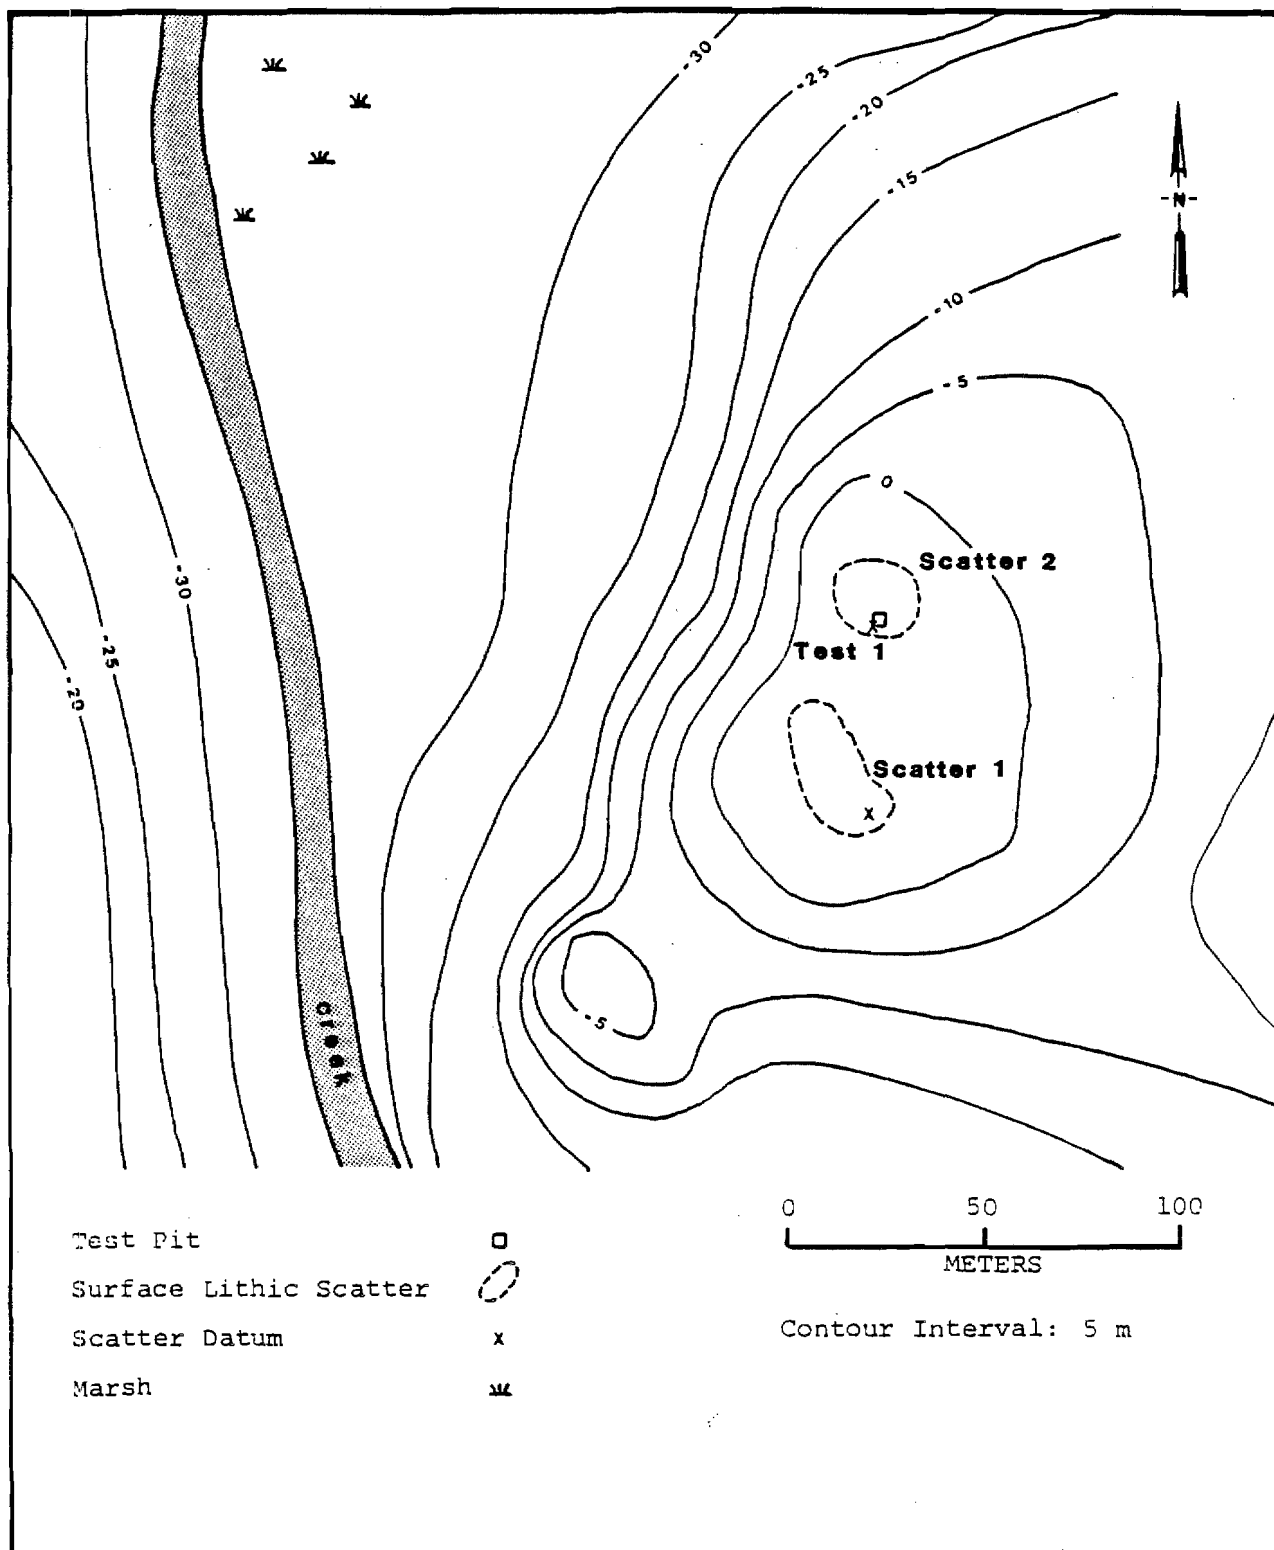 -30
-25
-20
-15
-N-
-10
-5
0
Scatter 2
-30
Test 1
-25
-20
Scatter 1
-5
creek
0 50 100
METERS
Test Pit
Surface Lithic Scatter
Scatter Datum x
Marsh
Contour Interval: 5 m